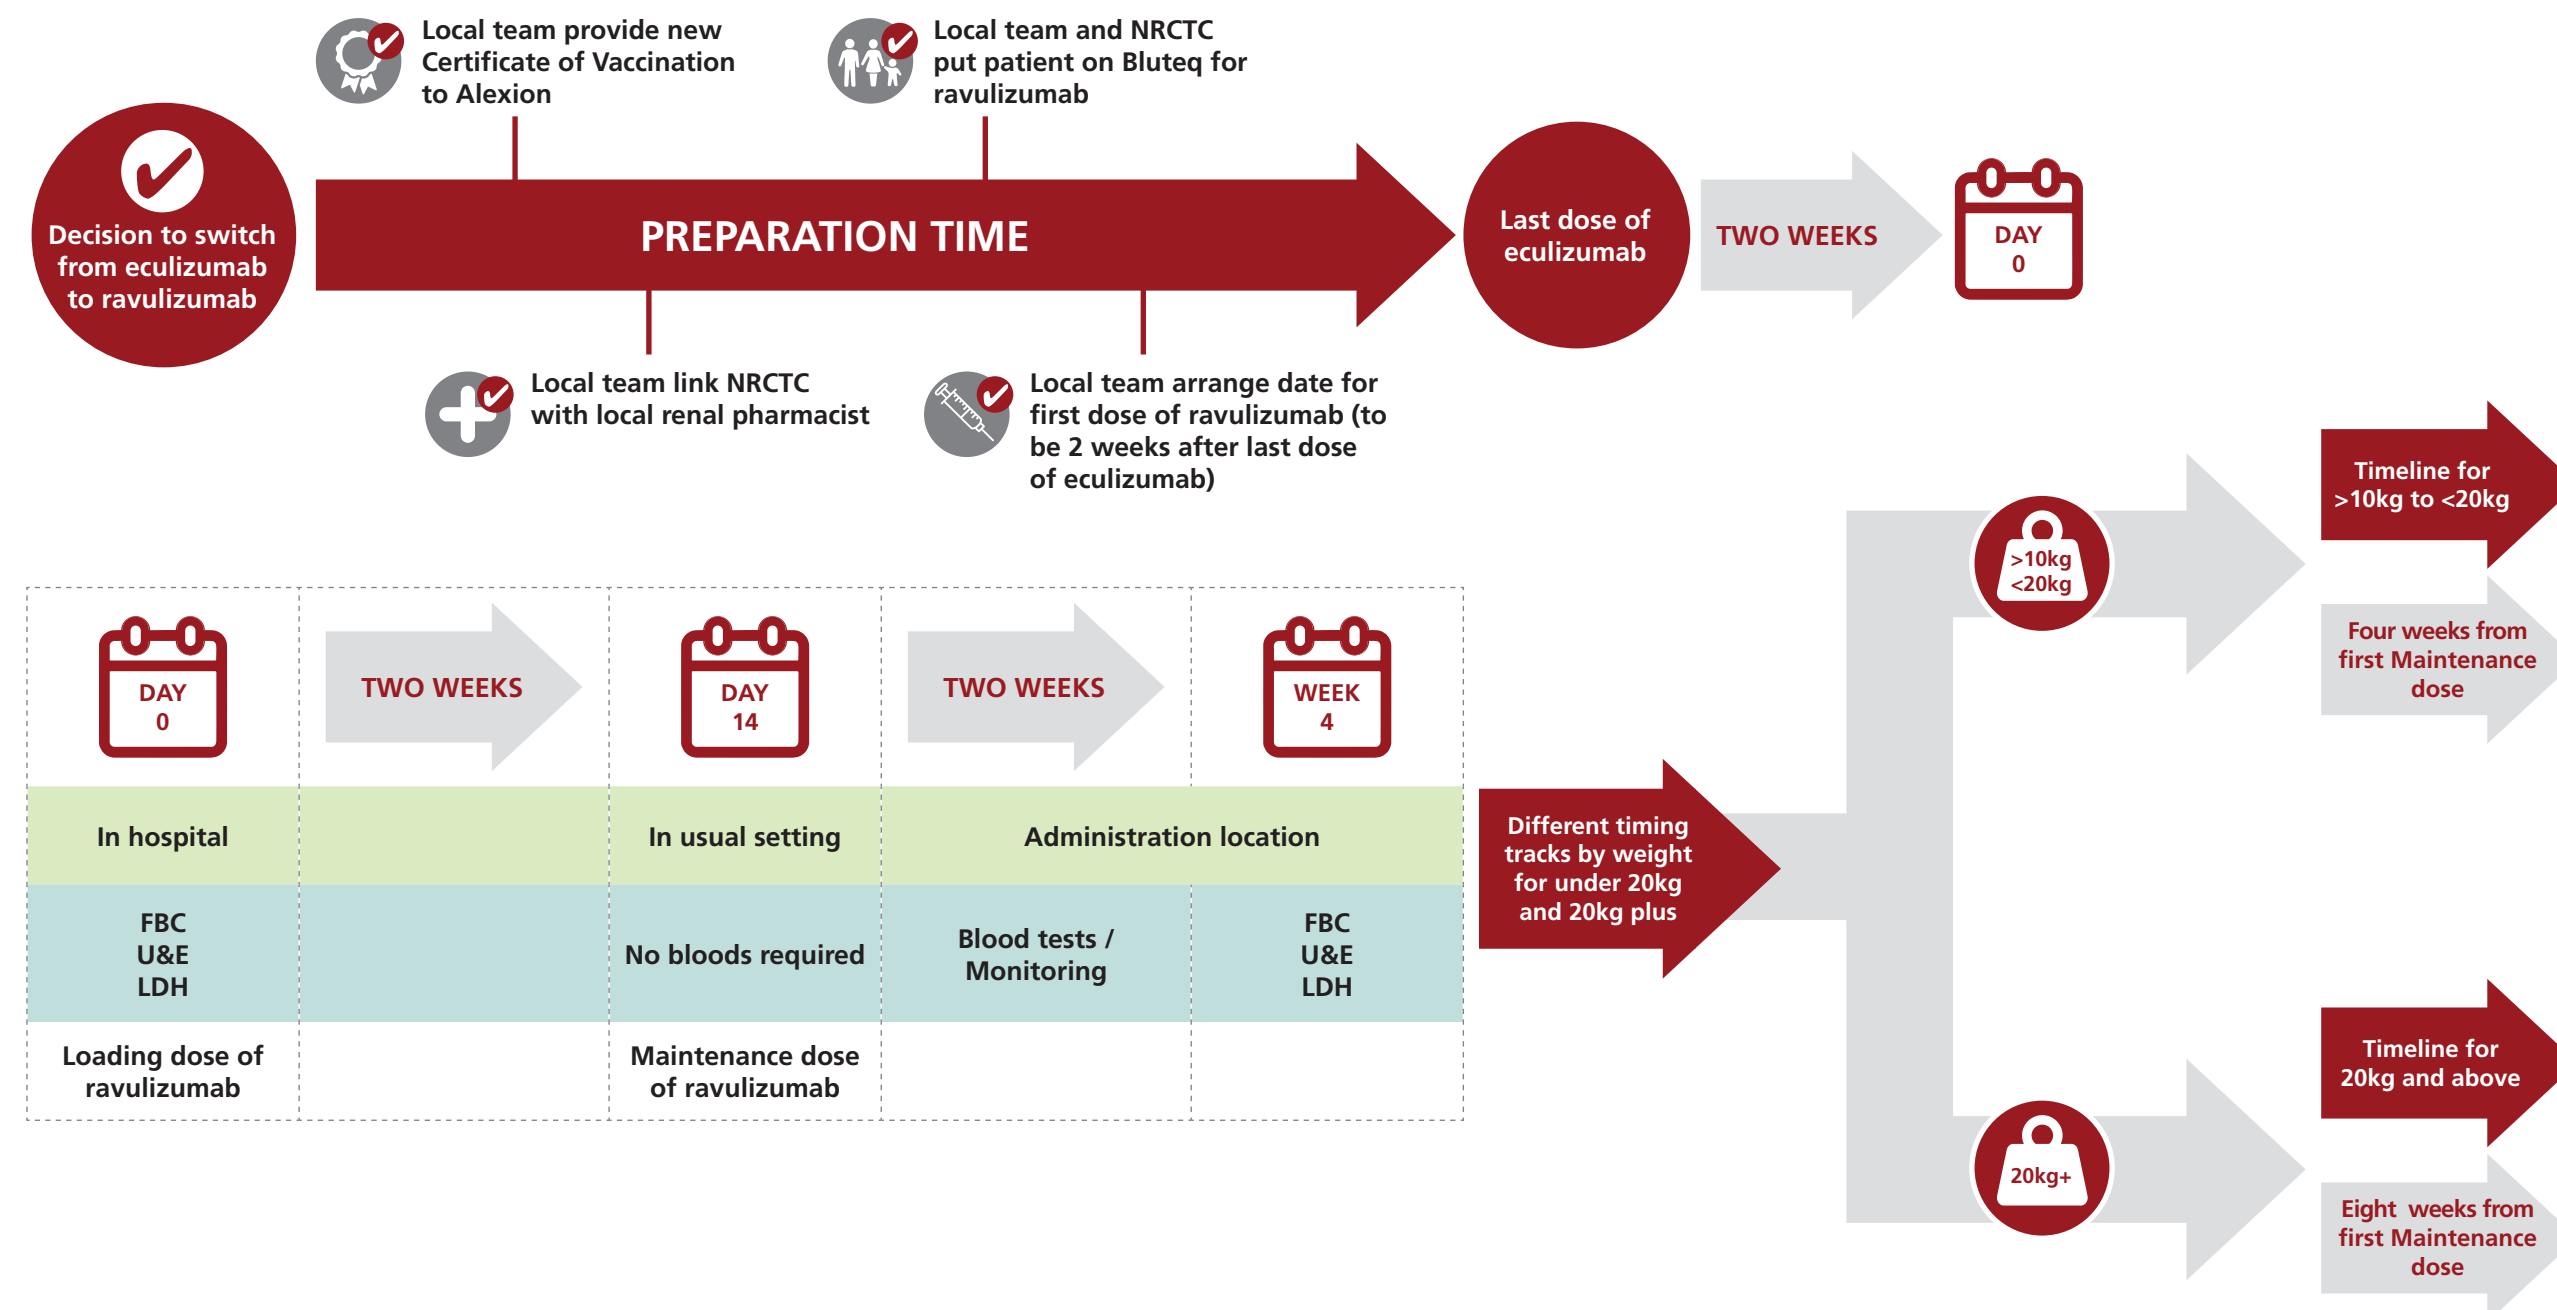 Local team provide new
Certificate of Vaccination
to Alexion
Local team and NRCTC
put patient on Bluteq for
ravulizumab
Decision to switch
from eculizumab
to ravulizumab
PREPARATION TIME
Last dose of
eculizumab
TWO WEEKS
DAY
0
Local team link NRCTC
with local renal pharmacist
Local team arrange date for
first dose of ravulizumab (to
be 2 weeks after last dose
of eculizumab)
DAY
0
TWO WEEKS
DAY
14
TWO WEEKS
WEEK
4
In hospital
In usual setting
Administration location
FBC
U&E
LDH
No bloods required
Blood tests /
Monitoring
FBC
U&E
LDH
Loading dose of
ravulizumab
Maintenance dose
of ravulizumab
Different timing
tracks by weight
for under 20kg
and 20kg plus
>10kg
<20kg
Timeline for
>10kg to <20kg
Four weeks from
first Maintenance
dose
20kg+
Timeline for
20kg and above
Eight  weeks from
first Maintenance
dose